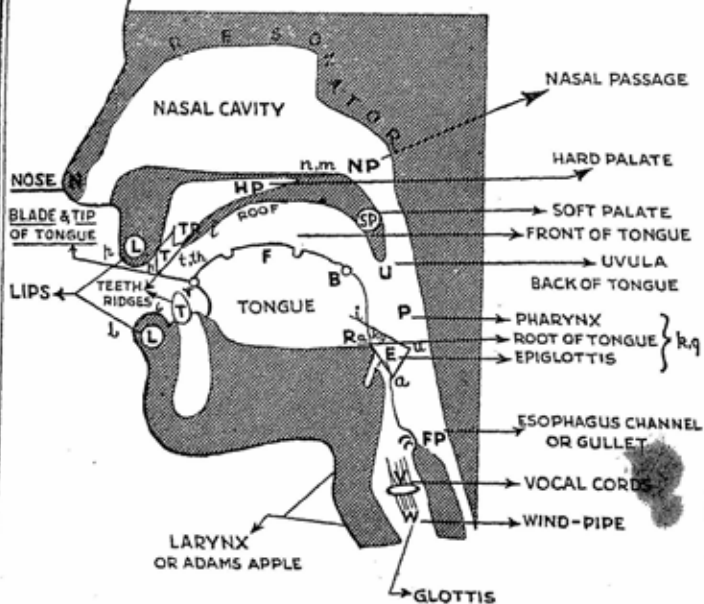 RESONATOR
NASAL CAVITY
NASAL PASSAGE
n,m
NP
HARD PALATE
NOSE
N
HP
BLADE & TIP
OF TONGUE
TR
l
ROOF
SP
SOFT PALATE
FRONT OF TONGUE
p
L
T
t,th
F
B
U
UVULA
BACK OF TONGUE
LIPS
TEETH
RIDGES
T
TONGUE
i
P
PHARYNX
b
L
R
u
ROOT OF TONGUE
k,q
E
EPIGLOTTIS
a
FP
ESOPHAGUS CHANNEL
OR GULLET
V
VOCAL CORDS
W
WIND-PIPE
LARYNX
OR ADAMS APPLE
GLOTTIS